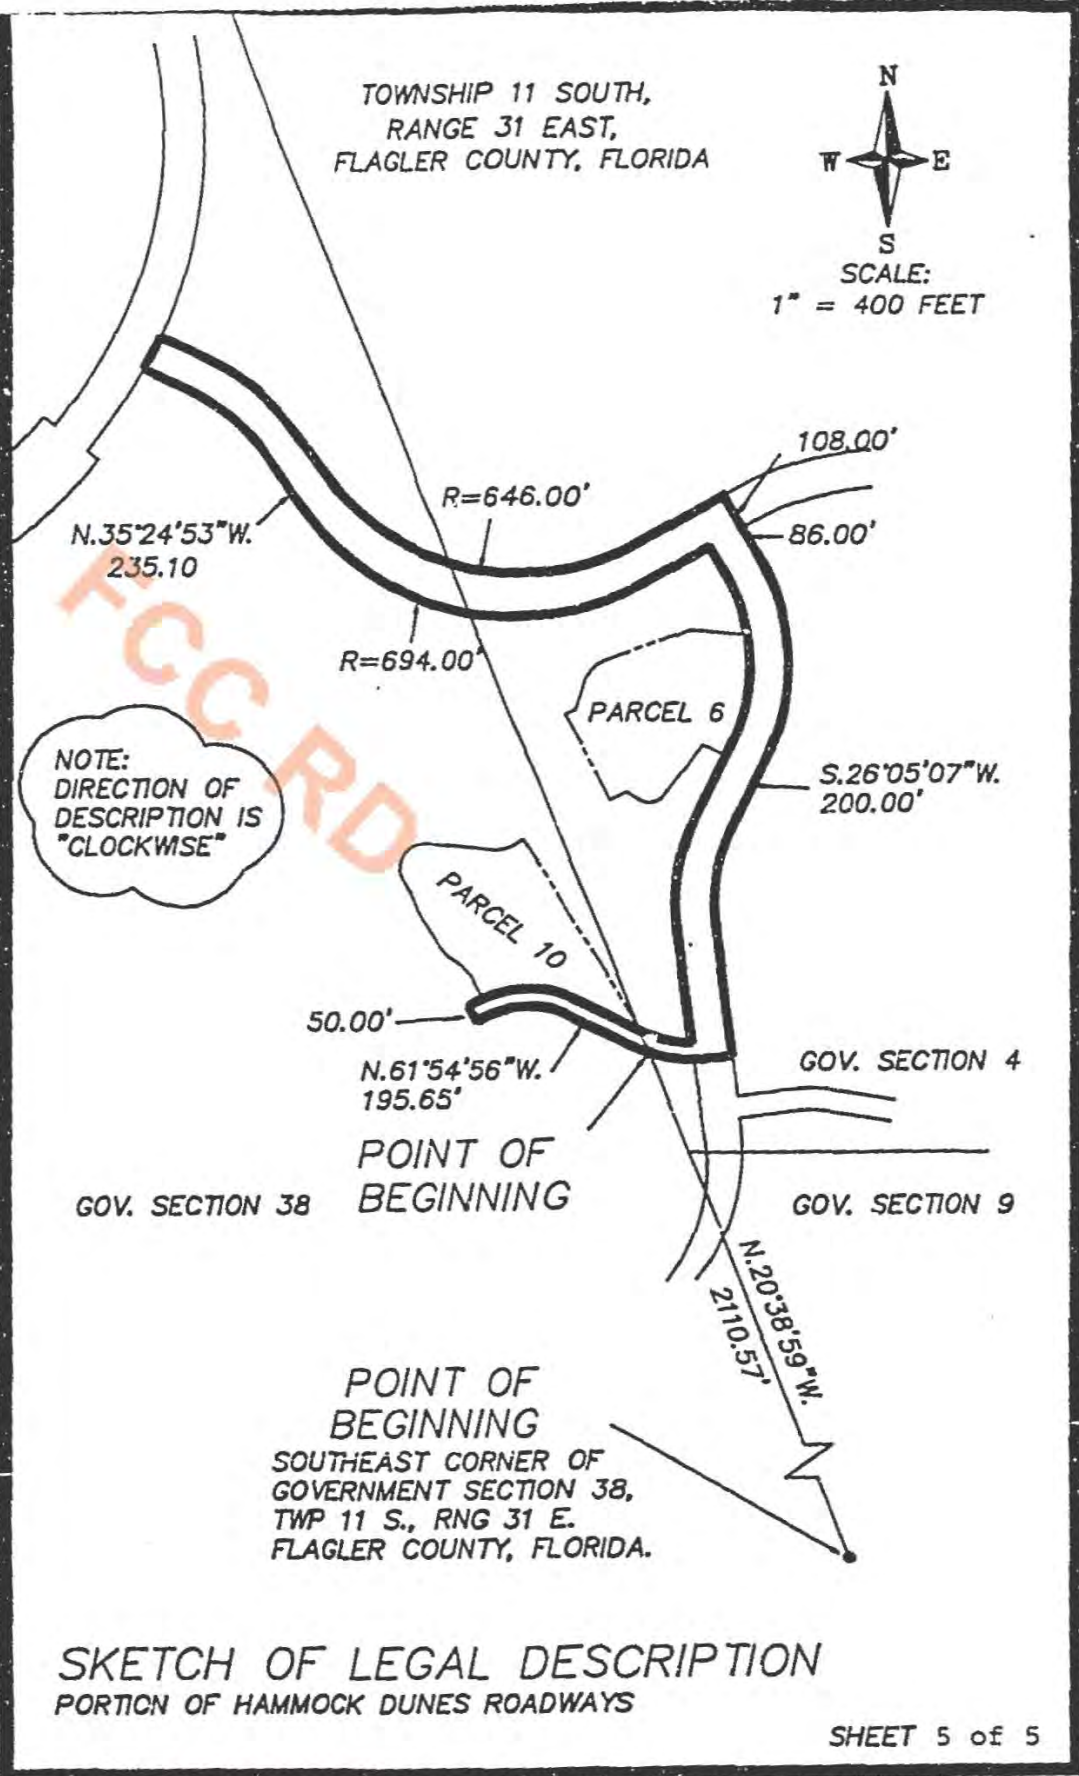 TOWNSHIP 11 SOUTH,
RANGE 31 EAST,
FLAGLER COUNTY, FLORIDA
N
W E
S
SCALE:
1" = 400 FEET
108.00'
R=646.00'
86.00'
N.35°24'53"W.
235.10
R=694.00'
PARCEL 6
FCC RD
NOTE:
DIRECTION OF
DESCRIPTION IS
"CLOCKWISE"
S.26°05'07"W.
200.00'
PARCEL 10
50.00'
N.61°54'56"W.
195.65'
GOV. SECTION 4
POINT OF
BEGINNING
GOV. SECTION 38
GOV. SECTION 9
N.20°38'59"W.
2110.57'
POINT OF
BEGINNING
SOUTHEAST CORNER OF
GOVERNMENT SECTION 38,
TWP 11 S., RNG 31 E.
FLAGLER COUNTY, FLORIDA.
SKETCH OF LEGAL DESCRIPTION
PORTION OF HAMMOCK DUNES ROADWAYS
SHEET 5 of 5